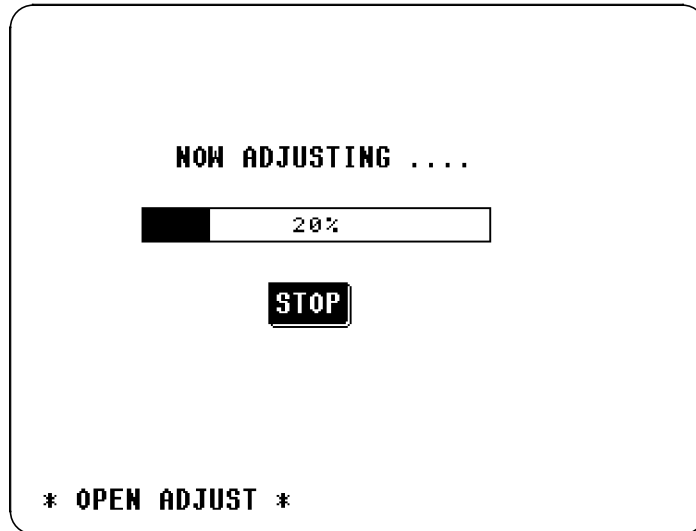 NOW ADJUSTING ....
20%
STOP
* OPEN ADJUST *